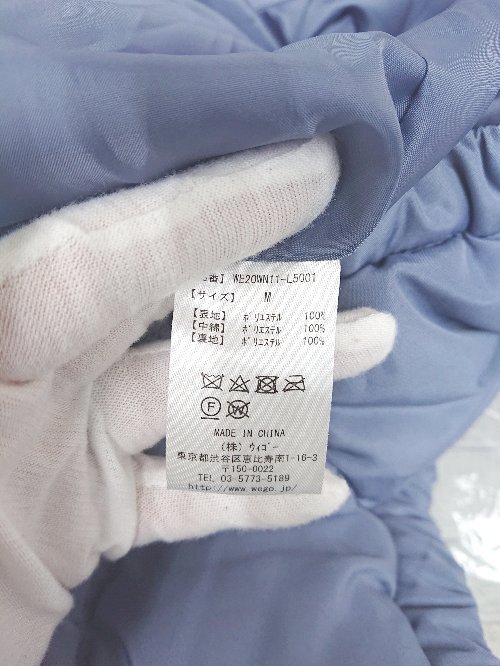 番】 WE20WN11-L5001
【サイズ】 M
【表地】 ポリエステル 100%
【中綿】 ポリエステル 100%
【裏地】 ポリエステル 100%
F W
MADE IN CHINA
(株) ウィゴー
東京都渋谷区恵比寿南1-16-3
〒150-0022
TEL 03-5773-5189
http://www.wego.jp/